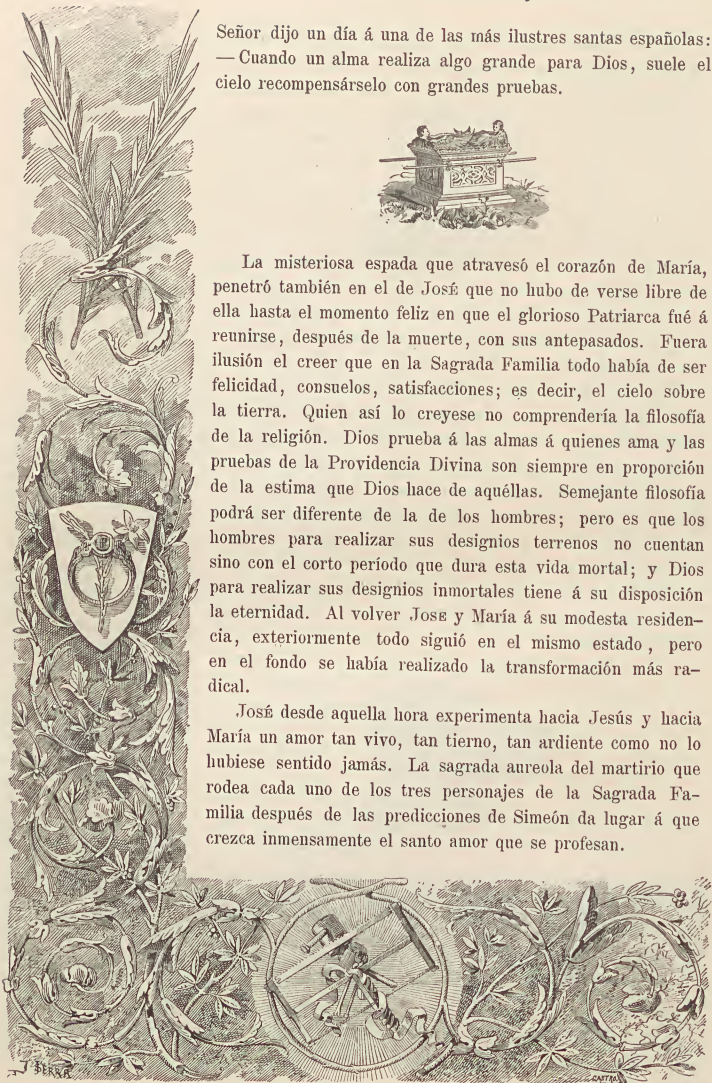 Señor dijo un día á una de las más ilustres santas españolas:
— Cuando un alma realiza algo grande para Dios, suele el
cielo recompensárselo con grandes pruebas.
La misteriosa espada que atravesó el corazón de María,
penetró también en el de José que no hubo de verse libre de
ella hasta el momento feliz en que el glorioso Patriarca fué á
reunirse, después de la muerte, con sus antepasados. Fuera
ilusión el creer que en la Sagrada Familia todo había de ser
felicidad, consuelos, satisfacciones; es decir, el cielo sobre
la tierra. Quien así lo creyese no comprendería la filosofía
de la religión. Dios prueba á las almas á quienes ama y las
pruebas de la Providencia Divina son siempre en proporción
de la estima que Dios hace de aquéllas. Semejante filosofía
podrá ser diferente de la de los hombres; pero es que los
hombres para realizar sus designios terrenos no cuentan
sino con el corto período que dura esta vida mortal; y Dios
para realizar sus designios inmortales tiene á su disposición
la eternidad. Al volver Jose y María á su modesta residen-
cia, exteriormente todo siguió en el mismo estado, pero
en el fondo se había realizado la transformación más ra-
dical.
José desde aquella hora experimenta hacia Jesús y hacia
María un amor tan vivo, tan tierno, tan ardiente como no lo
hubiese sentido jamás. La sagrada aureola del martirio que
rodea cada uno de los tres personajes de la Sagrada Fa-
milia después de las predicciones de Simeón da lugar á que
crezca inmensamente el santo amor que se profesan.
SERRA
CASTRO